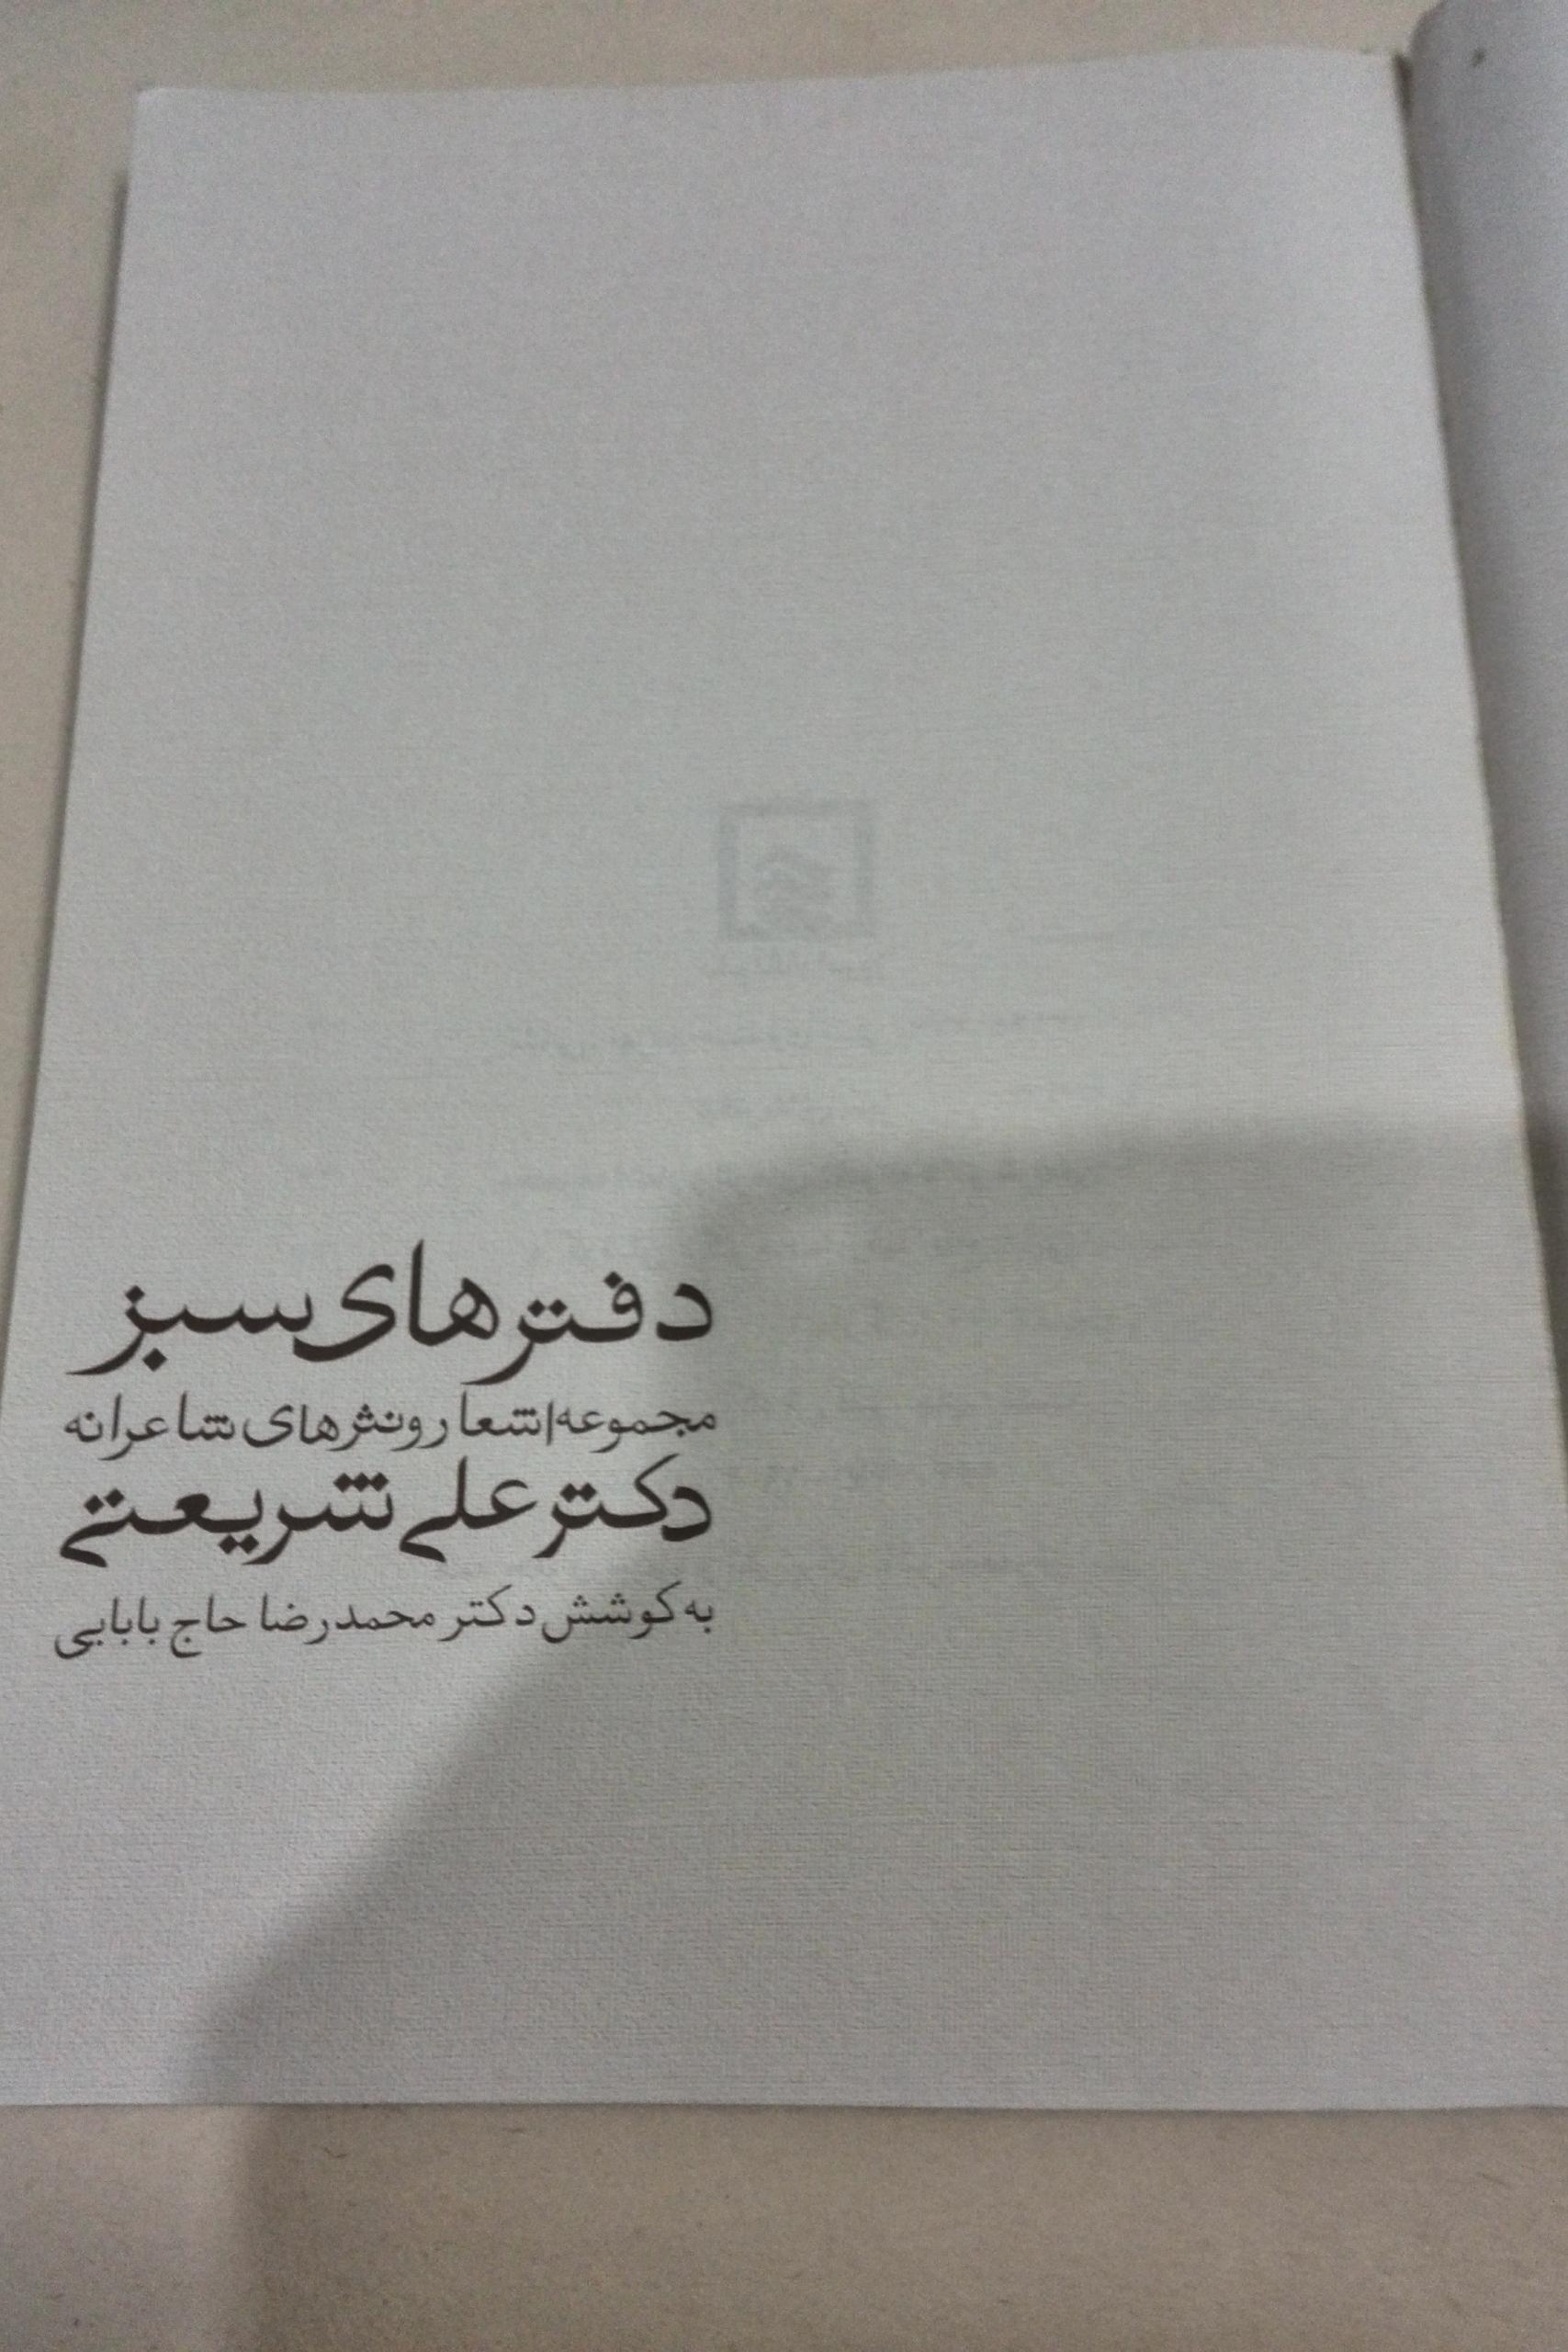 دفترهای سبز
مجموعه اشعار و نثرهای شاعرانه
دکتر علی شریعتی
به کوشش دکتر محمدرضا حاج بابایی